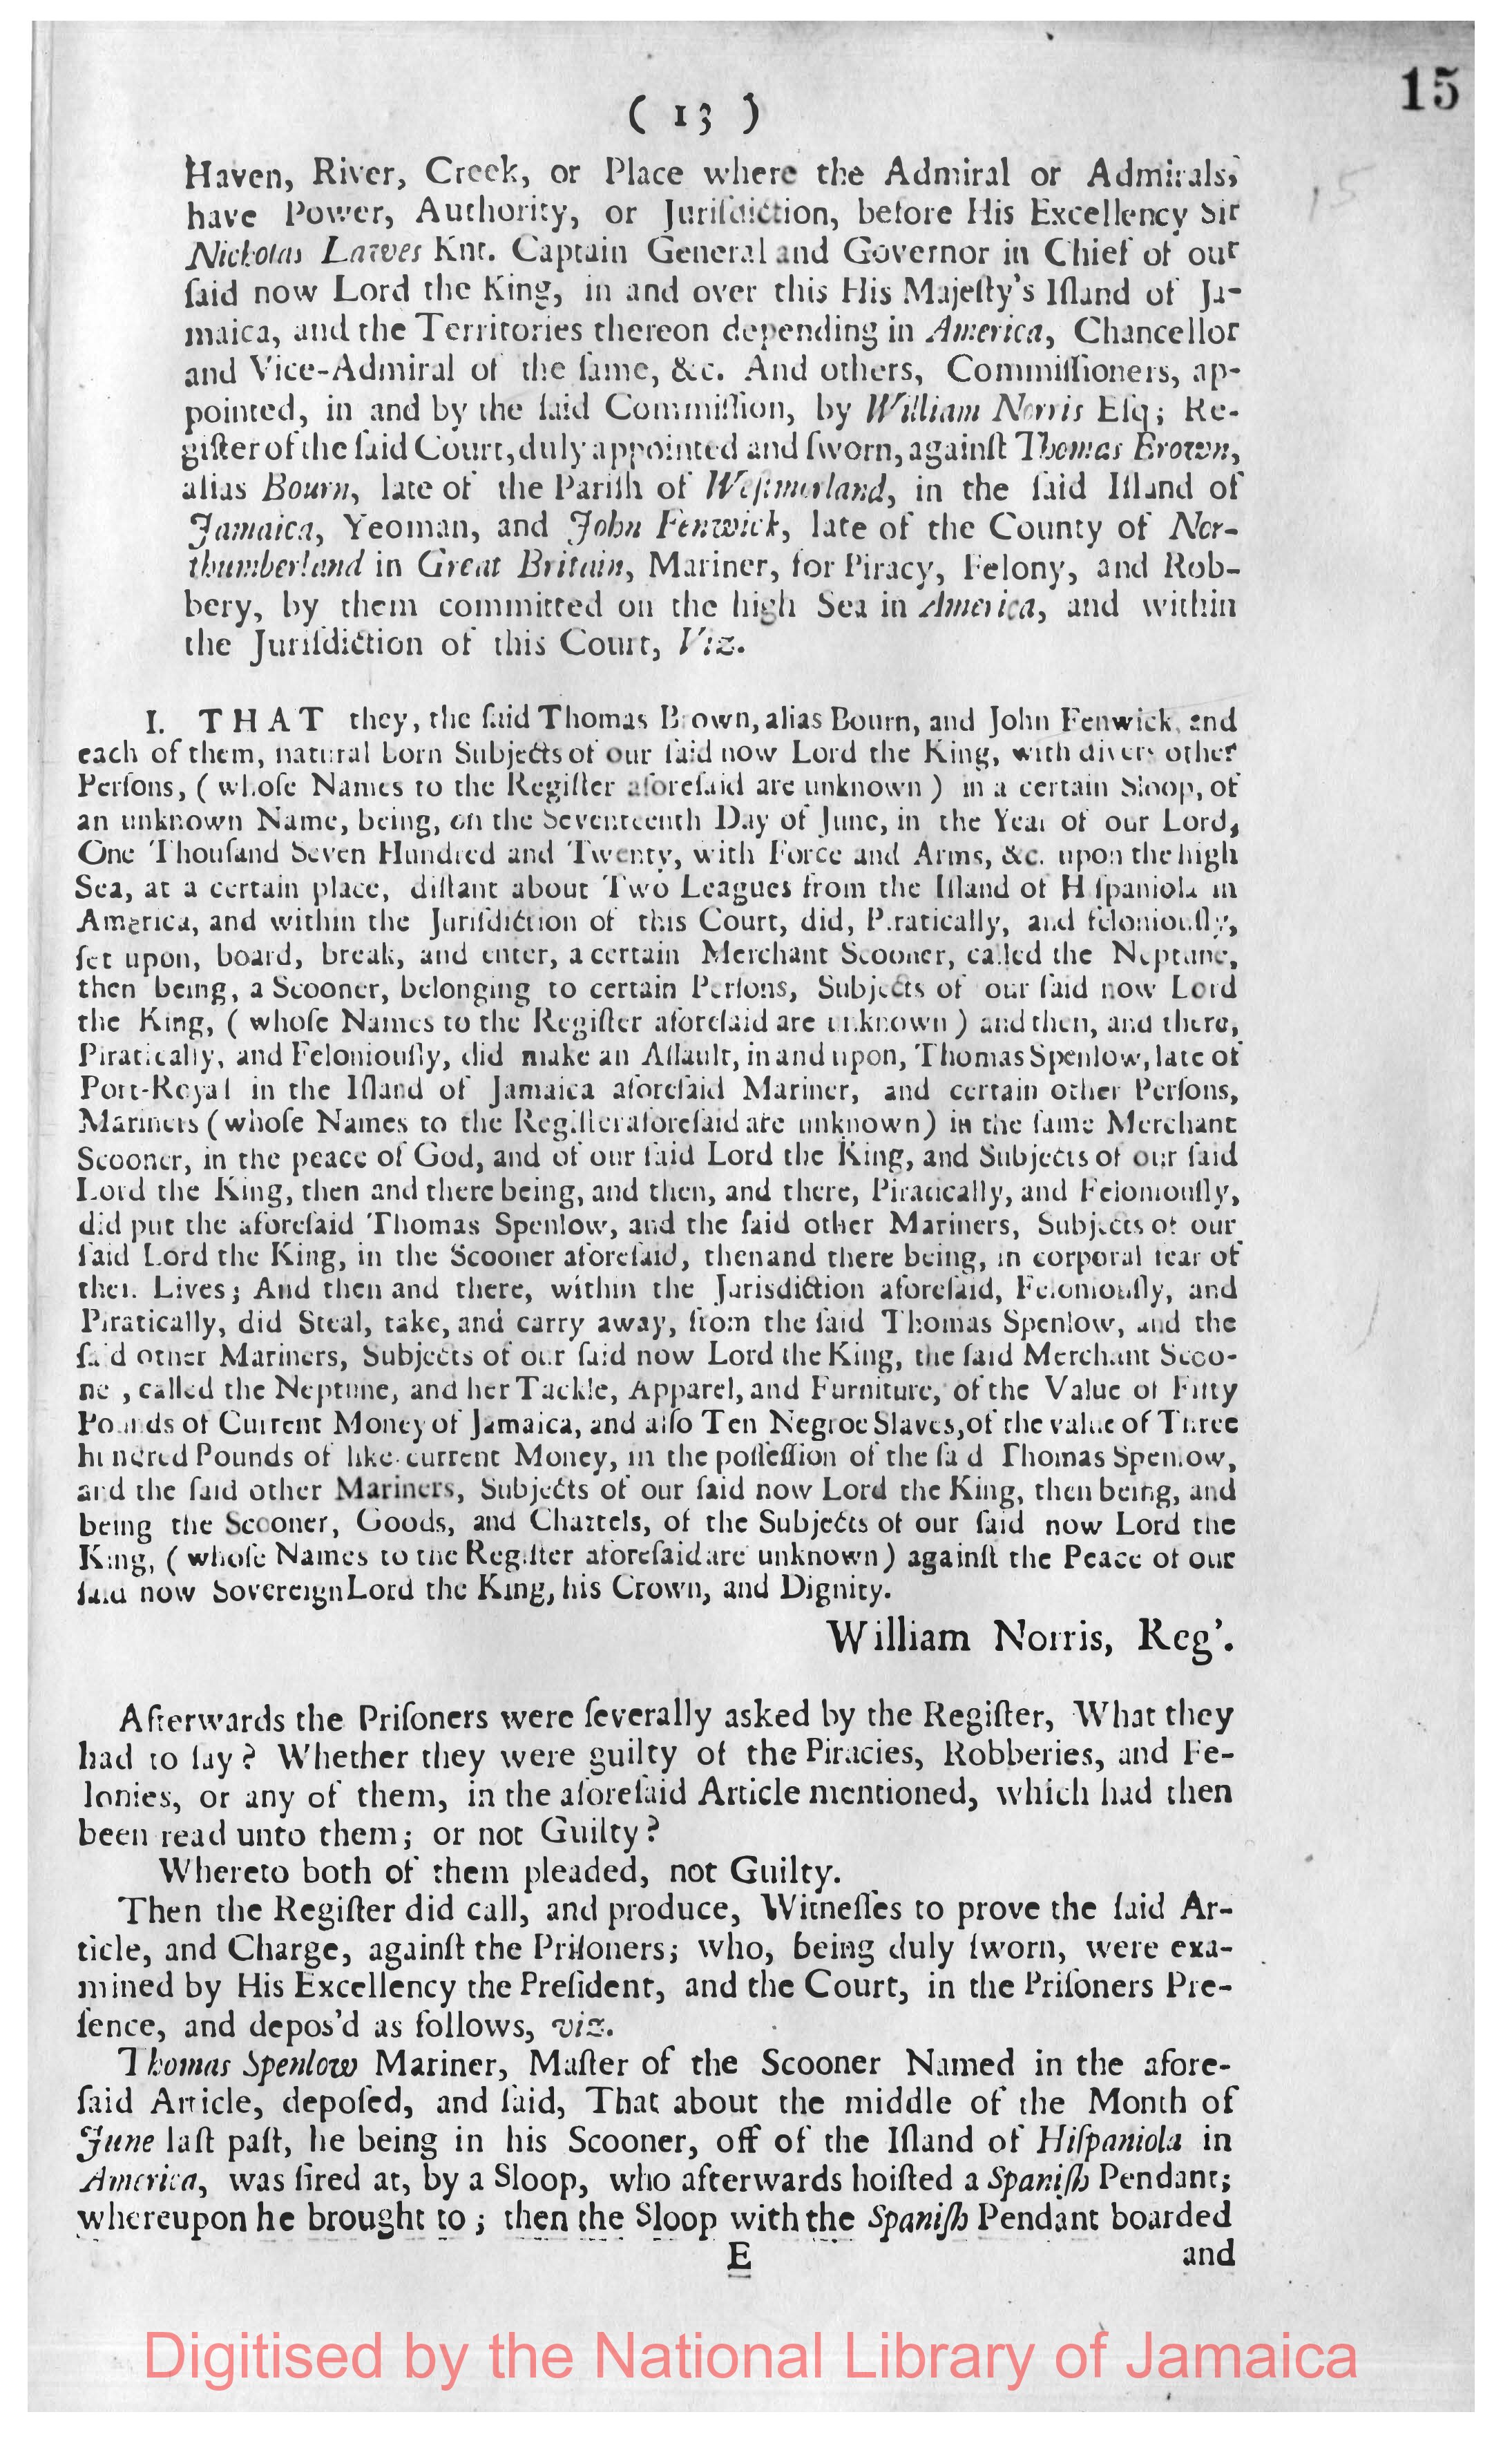 15
( 13 )
15
Haven, River, Creek, or Place where the Admiral or Admirals,
have Power, Authority, or Juriſdiction, before His Excellency Sir
Nicholas Lawes Knt. Captain General and Governor in Chief of our
ſaid now Lord the King, in and over this His Majeſty's Iſland of Ja-
maica, and the Territories thereon depending in America, Chancellor
and Vice-Admiral of the ſame, &c. And others, Commiſſioners, ap-
pointed, in and by the ſaid Commiſſion, by William Norris Eſq; Re-
giſter of the ſaid Court, duly appointed and ſworn, againſt Thomas Brown,
alias Bourn, late of the Pariſh of Weſtmorland, in the ſaid Iſland of
Jamaica, Yeoman, and John Fenwick, late of the County of Nor-
thumberland in Great Britain, Mariner, for Piracy, Felony, and Rob-
bery, by them committed on the high Sea in America, and within
the Juriſdiction of this Court, Viz.
I. THAT they, the ſaid Thomas Brown, alias Bourn, and John Fenwick, and
each of them, natural born Subjects of our ſaid now Lord the King, with divers other
Perſons, ( whoſe Names to the Regiſter aforeſaid are unknown ) in a certain Sloop, of
an unknown Name, being, on the Seventeenth Day of June, in the Year of our Lord,
One Thouſand Seven Hundred and Twenty, with Force and Arms, &c. upon the high
Sea, at a certain place, diſtant about Two Leagues from the Iſland of Hiſpaniola in
America, and within the Juriſdiction of this Court, did, Piratically, and feloniouſly,
ſet upon, board, break, and enter, a certain Merchant Scooner, called the Neptune,
then being, a Scooner, belonging to certain Perſons, Subjects of our ſaid now Lord
the King, ( whoſe Names to the Regiſter aforeſaid are unknown ) and then, and there,
Piratically, and Feloniouſly, did make an Aſſault, in and upon, Thomas Spenlow, late of
Port-Royal in the Iſland of Jamaica aforeſaid Mariner, and certain other Perſons,
Mariners ( whoſe Names to the Regiſter aforeſaid are unknown) in the ſame Merchant
Scooner, in the peace of God, and of our ſaid Lord the King, and Subjects of our ſaid
Lord the King, then and there being, and then, and there, Piratically, and Feloniouſly,
did put the aforeſaid Thomas Spenlow, and the ſaid other Mariners, Subjects of our
ſaid Lord the King, in the Scooner aforeſaid, then and there being, in corporal fear of
their Lives; And then and there, within the Jurisdiction aforeſaid, Feloniouſly, and
Piratically, did Steal, take, and carry away, from the ſaid Thomas Spenlow, and the
ſaid other Mariners, Subjects of our ſaid now Lord the King, the ſaid Merchant Scoo-
ner, called the Neptune, and her Tackle, Apparel, and Furniture, of the Value of Fifty
Pounds of Current Money of Jamaica, and alſo Ten Negroe Slaves, of the value of Three
hundred Pounds of like current Money, in the poſſeſſion of the ſaid Thomas Spenlow,
and the ſaid other Mariners, Subjects of our ſaid now Lord the King, then being, and
being the Scooner, Goods, and Chattels, of the Subjects of our ſaid now Lord the
King, ( whoſe Names to the Regiſter aforeſaid are unknown ) againſt the Peace of our
ſaid now Sovereign Lord the King, his Crown, and Dignity.
William Norris, Reg'.
Afterwards the Priſoners were ſeverally asked by the Regiſter, What they
had to ſay? Whether they were guilty of the Piracies, Robberies, and Fe-
lonies, or any of them, in the aforeſaid Article mentioned, which had then
been read unto them; or not Guilty?
Whereto both of them pleaded, not Guilty.
Then the Regiſter did call, and produce, Witneſſes to prove the ſaid Ar-
ticle, and Charge, againſt the Priſoners; who, being duly ſworn, were exa-
mined by His Excellency the Preſident, and the Court, in the Priſoners Pre-
ſence, and depos'd as follows, viz.
Thomas Spenlow Mariner, Maſter of the Scooner Named in the afore-
ſaid Article, depoſed, and ſaid, That about the middle of the Month of
June laſt paſt, he being in his Scooner, off of the Iſland of Hiſpaniola in
America, was fired at, by a Sloop, who afterwards hoiſted a Spaniſh Pendant;
whereupon he brought to; then the Sloop with the Spaniſh Pendant boarded
E
and
Digitised by the National Library of Jamaica